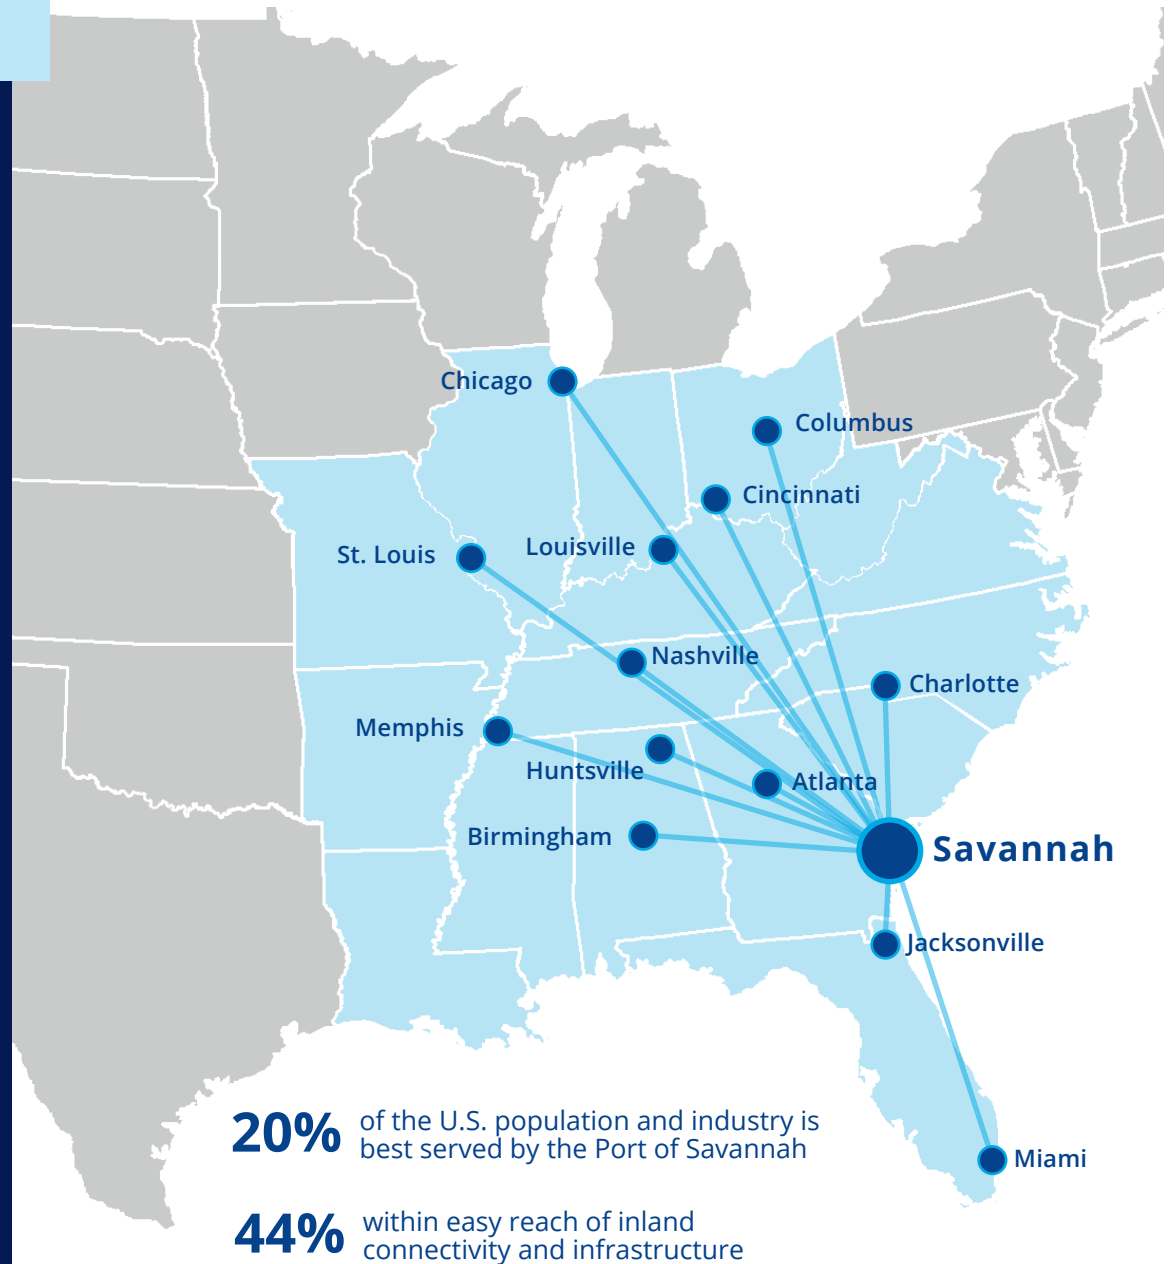 Chicago
Columbus
Cincinnati
Louisville
St. Louis
Nashville
Charlotte
Memphis
Huntsville
Atlanta
Birmingham
Savannah
Jacksonville
Miami
20%
of the U.S. population and industry is
best served by the Port of Savannah
44%
within easy reach of inland
connectivity and infrastructure